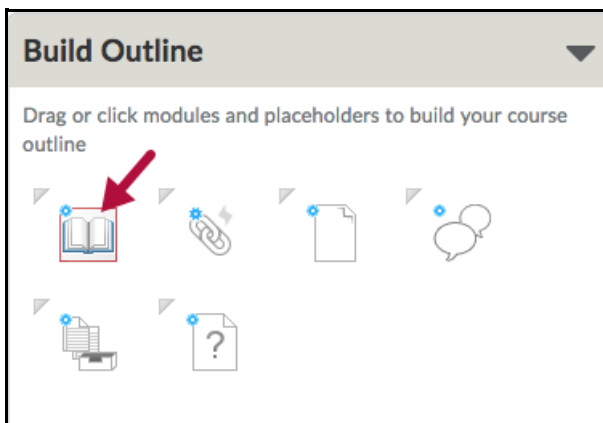 Build Outline
Drag or click modules and placeholders to build your course
outline
?